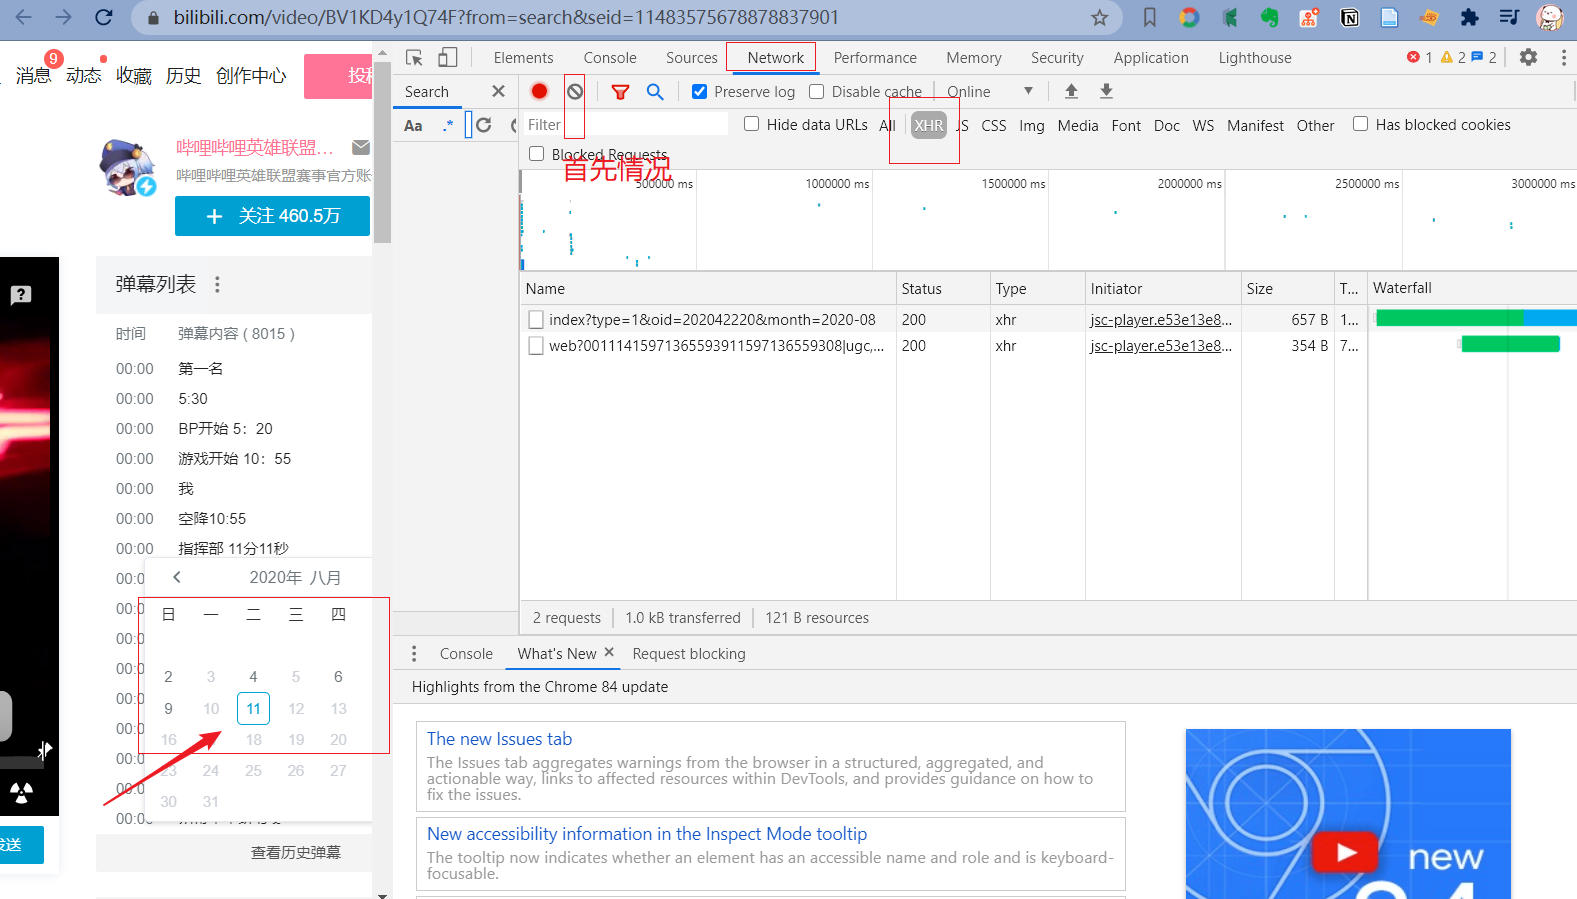 bilibili.com/video/BV1KD4y1Q74F?from=search&seid=11483575678878837901
消息 9 动态 收藏 历史 创作中心 投稿
哔哩哔哩英雄联盟...
哔哩哔哩英雄联盟赛事官方账
+ 关注 460.5万
弹幕列表
时间 弹幕内容 ( 8015 )
00:00 第一名
00:00 5:30
00:00 BP开始 5：20
00:00 游戏开始 10：55
00:00 我
00:00 空降10:55
00:00 指挥部 11分11秒
00:0
00:0
00:0
00:0
00:0
00:0
00:0
00:0
00:0
2020年 八月
日 一 二 三 四
2 3 4 5 6
9 10 11 12 13
16 18 19 20
23 24 25 26 27
30 31
查看历史弹幕
发送
Elements Console Sources Network Performance Memory Security Application Lighthouse 1 2 2
Search
Aa .*
Preserve log Disable cache Online
Filter Hide data URLs All XHR JS CSS Img Media Font Doc WS Manifest Other Has blocked cookies
Blocked Requests
首先情况
500000 ms 1000000 ms 1500000 ms 2000000 ms 2500000 ms 3000000 ms
Name Status Type Initiator Size T... Waterfall
index?type=1&oid=202042220&month=2020-08 200 xhr jsc-player.e53e13e8... 657 B 1...
web?0011141597136559391159713655​9308|ugc,... 200 xhr jsc-player.e53e13e8... 354 B 7...
2 requests 1.0 kB transferred 121 B resources
Console What's New Request blocking
Highlights from the Chrome 84 update
The new Issues tab
The Issues tab aggregates warnings from the browser in a structured, aggregated, and
actionable way, links to affected resources within DevTools, and provides guidance on how to
fix the issues.
New accessibility information in the Inspect Mode tooltip
The tooltip now indicates whether an element has an accessible name and role and is keyboard-
focusable.
new